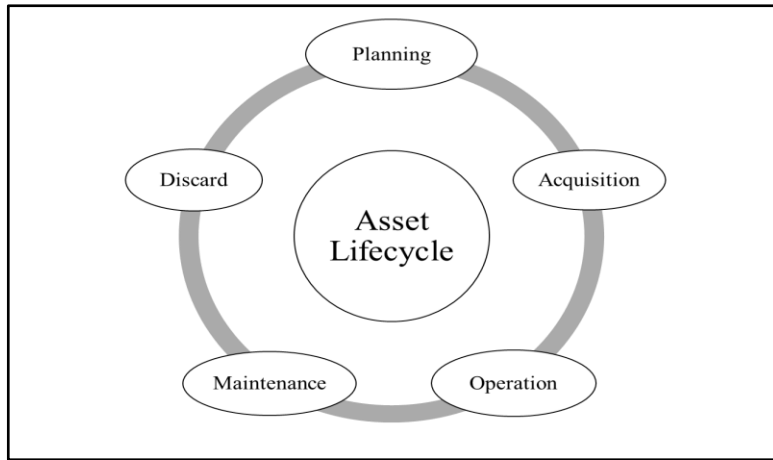 Planning
Discard
Acquisition
Asset
Lifecycle
Maintenance
Operation